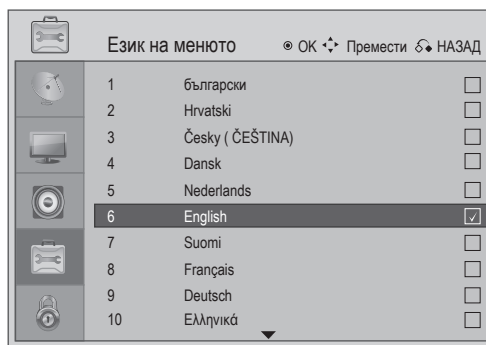 Език на менюто ◉ OK Премести НАЗАД
1 български
2 Hrvatski
3 Česky ( ČEŠTINA)
4 Dansk
5 Nederlands
6 English
7 Suomi
8 Français
9 Deutsch
10 Ελληνικά